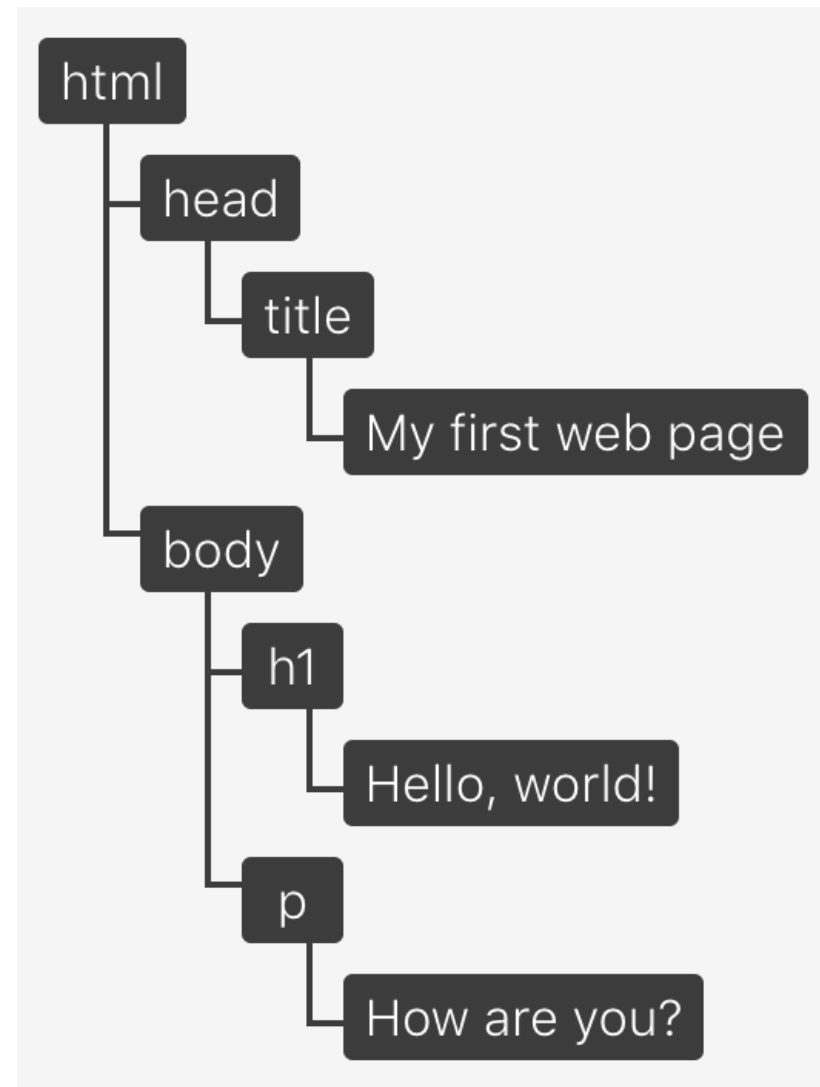 html
head
title
My first web page
body
h1
Hello, world!
p
How are you?